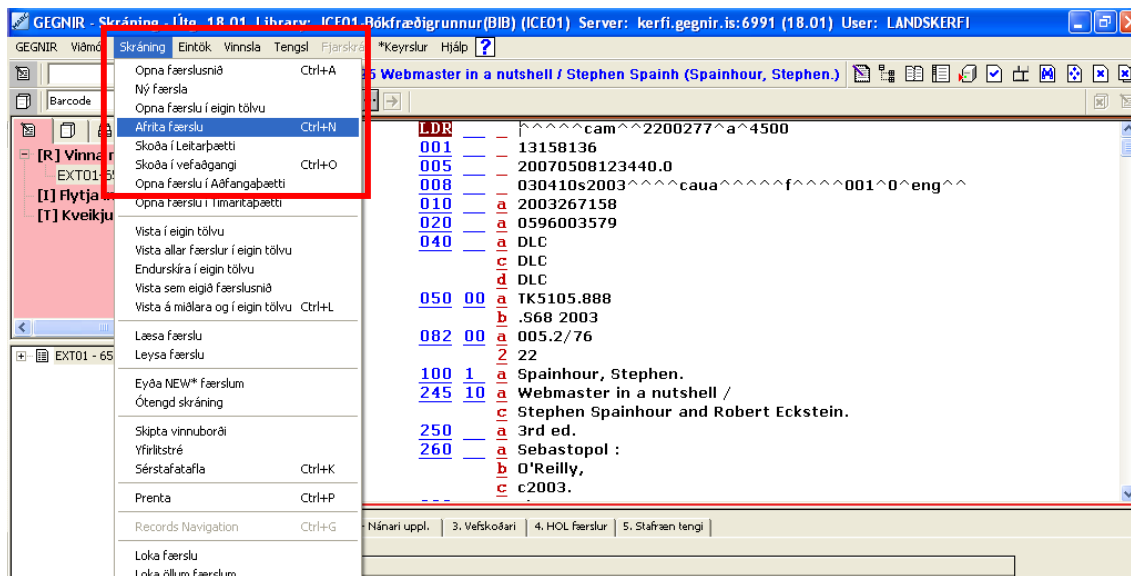 GEGNIR - Skráning - Útg. 18.01 Library: ICE01-Bókfræðigrunnur(BIB) (ICE01) Server: kerfi.gegnir.is:6991 (18.01) User: LANDSKERFI
GEGNIR Viðmó Skráning Eintök Vinnsla Tengsl Fjarskrá *Keyrslur Hjálp ?
Webmaster in a nutshell / Stephen Spainh (Spainhour, Stephen.)
Barcode
[R] Vinna
EXT01-
[I] Flytja
[T] Kveikju
EXT01 - 65
Opna færslusnið Ctrl+A
Ný færsla
Opna færslu í eigin tölvu
Afrita færslu Ctrl+N
Skoða í Leitarþætti
Skoða í vefaðgangi Ctrl+O
Opna færslu í Aðfangaþætti
Opna færslu í Tímaritaþætti
Vista í eigin tölvu
Vista allar færslur í eigin tölvu
Endurskíra í eigin tölvu
Vista sem eigið færslusnið
Vista á miðlara og í eigin tölvu Ctrl+L
Læsa færslu
Leysa færslu
Eyða NEW* færslum
Ótengd skráning
Skipta vinnuborði
Yfirlitstré
Sérstafatafla Ctrl+K
Prenta Ctrl+P
Records Navigation Ctrl+G
Loka færslu
Loka öllum færslum
LDR ^^^^^cam^^2200277^a^4500
001 13158136
005 20070508123440.0
008 030410s2003^^^^caua^^^^^f^^^^001^0^eng^^
010 a 2003267158
020 a 0596003579
040 a DLC
c DLC
d DLC
050 00 a TK5105.888
b .S68 2003
082 00 a 005.2/76
2 22
100 1 a Spainhour, Stephen.
245 10 a Webmaster in a nutshell /
c Stephen Spainhour and Robert Eckstein.
250 a 3rd ed.
260 a Sebastopol :
b O'Reilly,
c c2003.
Nánari uppl. 3. Vefskoðari 4. HOL færslur 5. Stafræn tengi